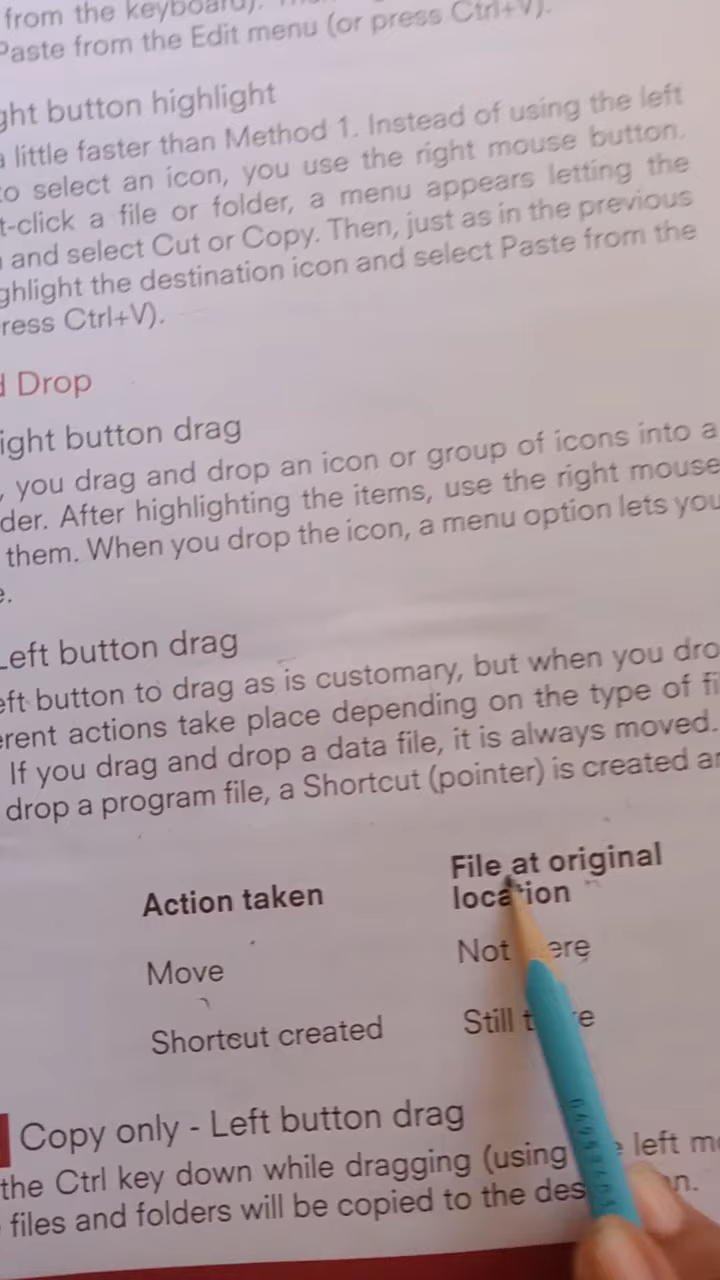 from the keyboard).
Paste from the Edit menu (or press Ctrl+V).
ght button highlight
a little faster than Method 1. Instead of using the left
to select an icon, you use the right mouse button.
t-click a file or folder, a menu appears letting the
and select Cut or Copy. Then, just as in the previous
ghlight the destination icon and select Paste from the
ress Ctrl+V).
d Drop
ight button drag
, you drag and drop an icon or group of icons into a
der. After highlighting the items, use the right mouse
them. When you drop the icon, a menu option lets you
e.
Left button drag
eft button to drag as is customary, but when you dro
erent actions take place depending on the type of fi
If you drag and drop a data file, it is always moved.
drop a program file, a Shortcut (pointer) is created an
Action taken
File at original
location
Move
Not
ere
Shortcut created
Still t
e
Copy only - Left button drag
the Ctrl key down while dragging (using
left mo
files and folders will be copied to the des
n.